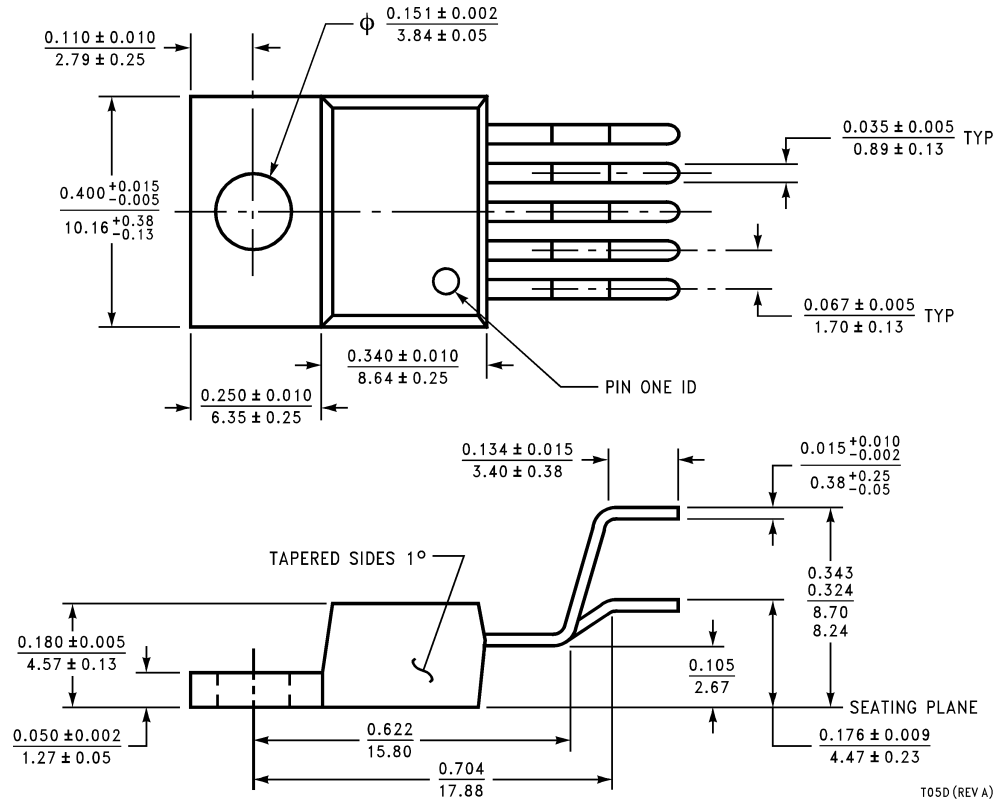 ϕ 0.151 ± 0.002
3.84 ± 0.05
0.110 ± 0.010
2.79 ± 0.25
0.035 ± 0.005 TYP
0.89 ± 0.13
0.400 +0.015 -0.005
10.16 +0.38 -0.13
0.067 ± 0.005 TYP
1.70 ± 0.13
0.340 ± 0.010
8.64 ± 0.25
PIN ONE ID
0.250 ± 0.010
6.35 ± 0.25
0.134 ± 0.015
3.40 ± 0.38
0.015 +0.010 -0.002
0.38 +0.25 -0.05
TAPERED SIDES 1°
0.343
0.324
8.70
8.24
0.180 ± 0.005
4.57 ± 0.13
0.105
2.67
SEATING PLANE
0.050 ± 0.002
1.27 ± 0.05
0.622
15.80
0.176 ± 0.009
4.47 ± 0.23
0.704
17.88
T05D (REV A)